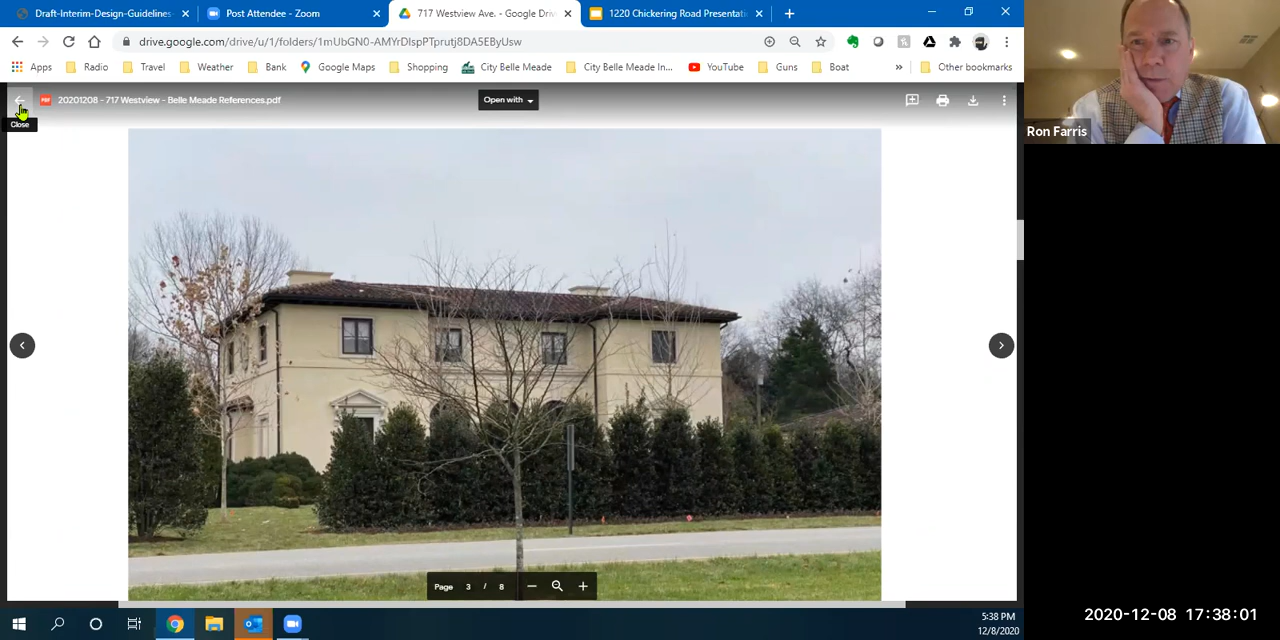 Draft-Interim-Design-Guidelines-
Post Attendee - Zoom
717 Westview Ave. - Google Driv
1220 Chickering Road Presentati
drive.google.com/drive/u/1/folders/1mUbGN0-AMYrDIspPTprutj8DA5EByUsw
Apps
Radio
Travel
Weather
Bank
Google Maps
Shopping
City Belle Meade
City Belle Meade In...
YouTube
Guns
Boat
»
Other bookmarks
PDF
20201208 - 717 Westview - Belle Meade References.pdf
Open with
Close
Ron Farris
Page 3 / 8
5:38 PM
12/8/2020
2020-12-08 17:38:01